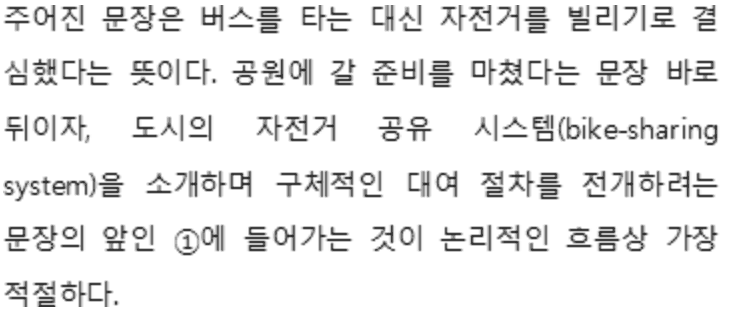 주어진 문장은 버스를 타는 대신 자전거를 빌리기로 결
심했다는 뜻이다. 공원에 갈 준비를 마쳤다는 문장 바로
뒤이자, 도시의 자전거 공유 시스템(bike-sharing
system)을 소개하며 구체적인 대여 절차를 전개하려는
문장의 앞인 ①에 들어가는 것이 논리적인 흐름상 가장
적절하다.